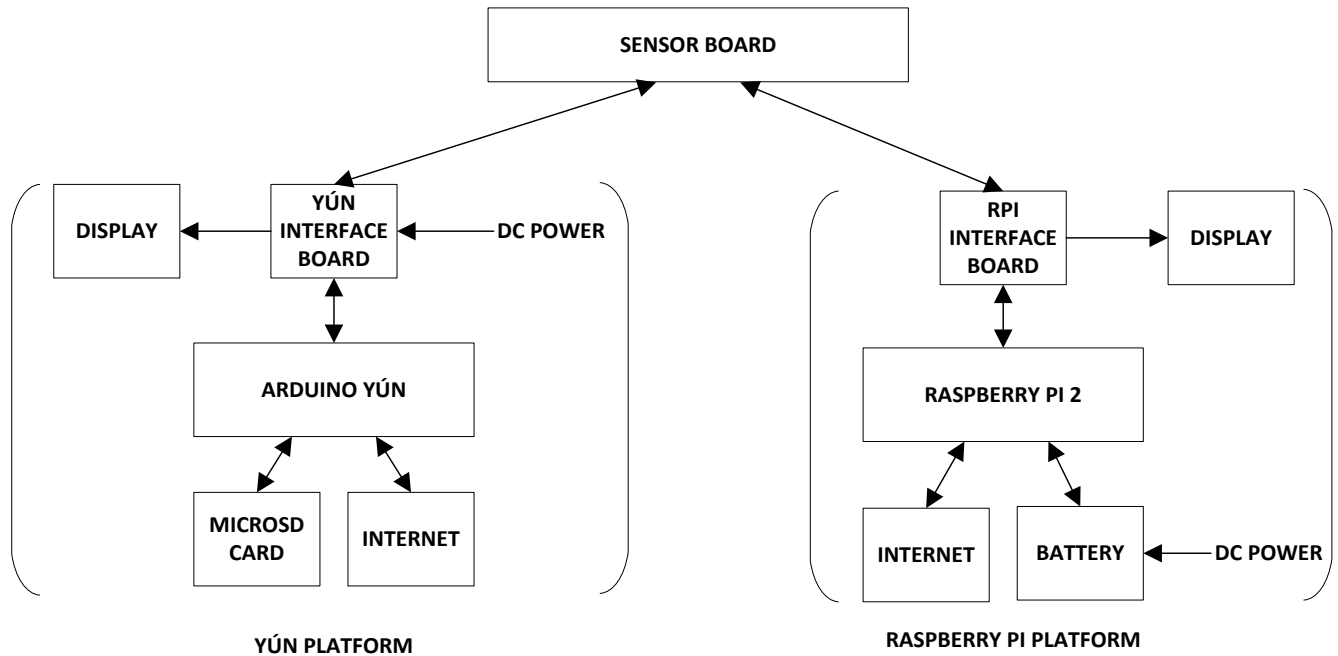 SENSOR BOARD
DISPLAY
YÚN
INTERFACE
BOARD
DC POWER
ARDUINO YÚN
MICROSD
CARD
INTERNET
YÚN PLATFORM
RPI
INTERFACE
BOARD
DISPLAY
RASPBERRY PI 2
INTERNET
BATTERY
DC POWER
RASPBERRY PI PLATFORM